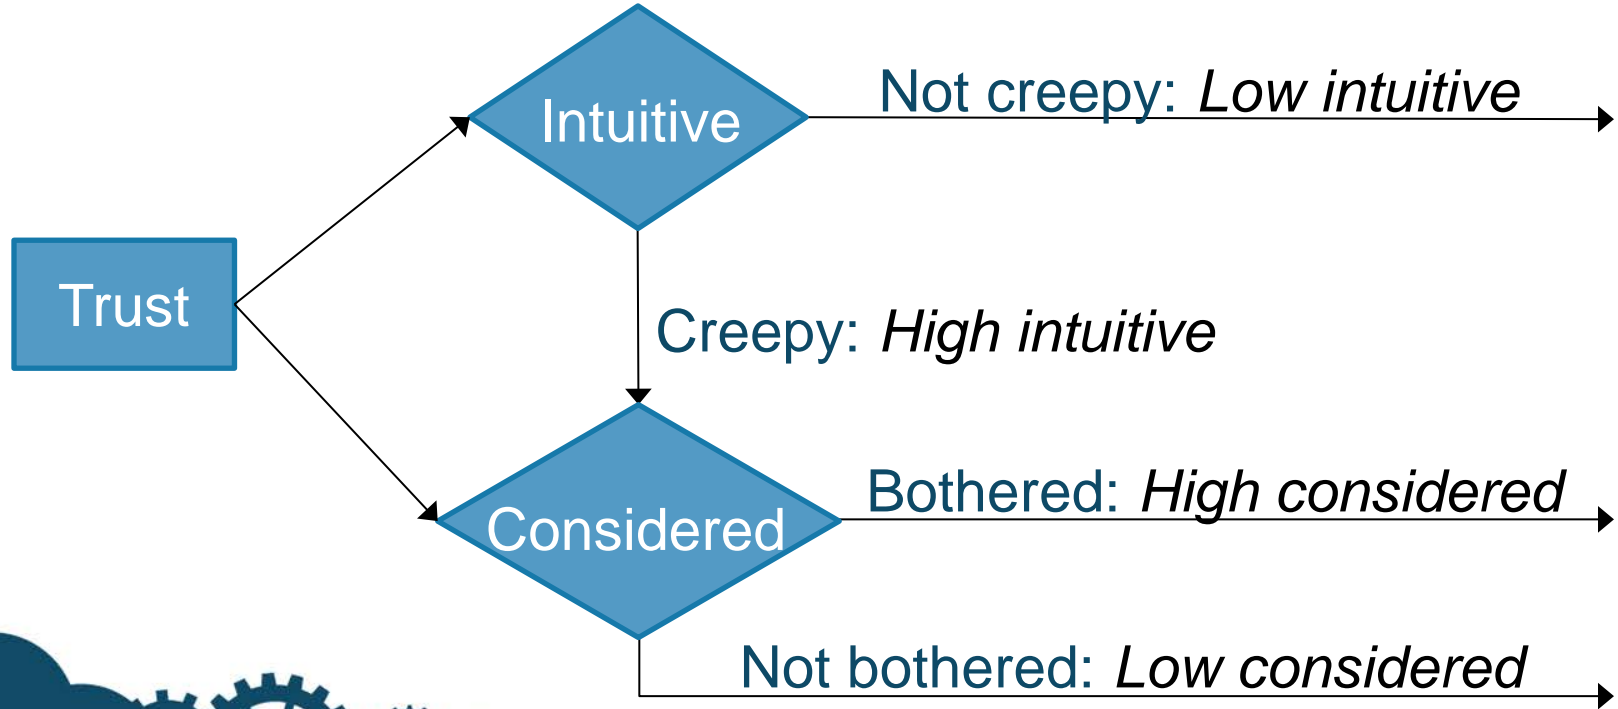 Intuitive
Not creepy: Low intuitive
Trust
Creepy: High intuitive
Considered
Bothered: High considered
Not bothered: Low considered